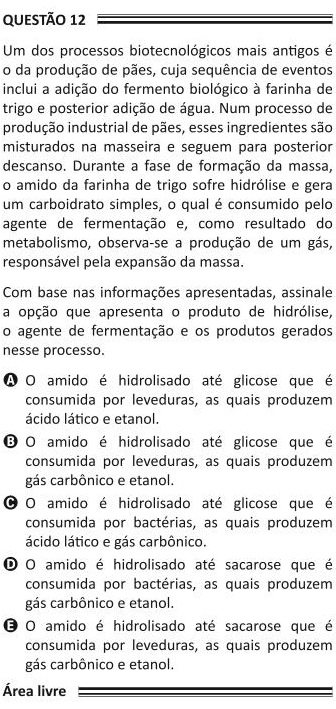 QUESTÃO 12
Um dos processos biotecnológicos mais antigos é
o da produção de pães, cuja sequência de eventos
inclui a adição do fermento biológico à farinha de
trigo e posterior adição de água. Num processo de
produção industrial de pães, esses ingredientes são
misturados na masseira e seguem para posterior
descanso. Durante a fase de formação da massa,
o amido da farinha de trigo sofre hidrólise e gera
um carboidrato simples, o qual é consumido pelo
agente de fermentação e, como resultado do
metabolismo, observa-se a produção de um gás,
responsável pela expansão da massa.
Com base nas informações apresentadas, assinale
a opção que apresenta o produto de hidrólise,
o agente de fermentação e os produtos gerados
nesse processo.
A O amido é hidrolisado até glicose que é
consumida por leveduras, as quais produzem
ácido lático e etanol.
B O amido é hidrolisado até glicose que é
consumida por leveduras, as quais produzem
gás carbônico e etanol.
C O amido é hidrolisado até glicose que é
consumida por bactérias, as quais produzem
ácido lático e gás carbônico.
D O amido é hidrolisado até sacarose que é
consumida por bactérias, as quais produzem
gás carbônico e etanol.
E O amido é hidrolisado até sacarose que é
consumida por leveduras, as quais produzem
gás carbônico e etanol.
Área livre